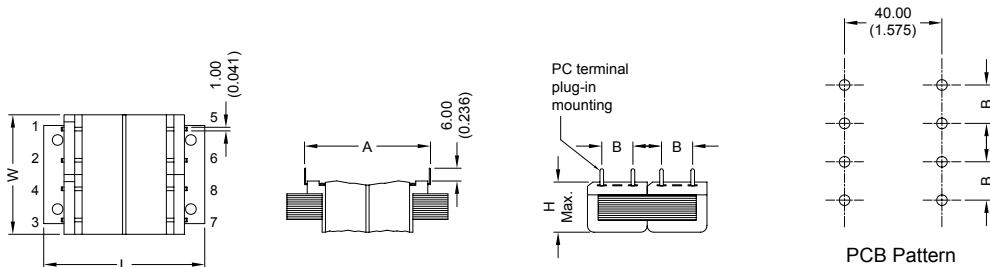 1.00
(0.041)
W
1
2
4
3
5
6
8
7
L
A
6.00
(0.236)
PC terminal
plug-in
mounting
B
B
H
Max.
40.00
(1.575)
B
B
PCB Pattern